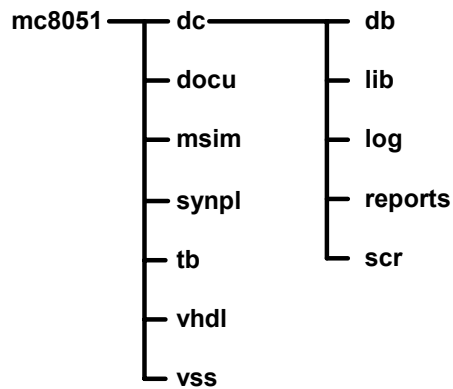 mc8051 dc db
docu lib
msim log
synpl reports
tb scr
vhdl
vss